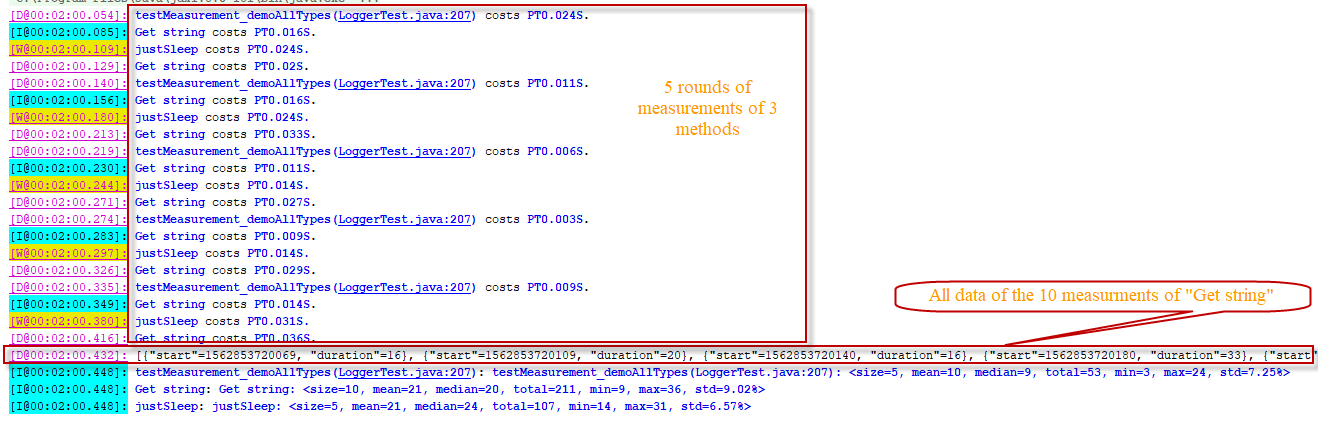 [D@00:02:00.054]: testMeasurement_demoAllTypes(LoggerTest.java:207) costs PT0.024S.
[I@00:02:00.085]: Get string costs PT0.016S.
[W@00:02:00.109]: justSleep costs PT0.024S.
[D@00:02:00.129]: Get string costs PT0.02S.
[D@00:02:00.140]: testMeasurement_demoAllTypes(LoggerTest.java:207) costs PT0.011S.
[I@00:02:00.156]: Get string costs PT0.016S.
[W@00:02:00.180]: justSleep costs PT0.024S.
[D@00:02:00.213]: Get string costs PT0.033S.
[D@00:02:00.219]: testMeasurement_demoAllTypes(LoggerTest.java:207) costs PT0.006S.
[I@00:02:00.230]: Get string costs PT0.011S.
[W@00:02:00.244]: justSleep costs PT0.014S.
[D@00:02:00.271]: Get string costs PT0.027S.
[D@00:02:00.274]: testMeasurement_demoAllTypes(LoggerTest.java:207) costs PT0.003S.
[I@00:02:00.283]: Get string costs PT0.009S.
[W@00:02:00.297]: justSleep costs PT0.014S.
[D@00:02:00.326]: Get string costs PT0.029S.
[D@00:02:00.335]: testMeasurement_demoAllTypes(LoggerTest.java:207) costs PT0.009S.
[I@00:02:00.349]: Get string costs PT0.014S.
[W@00:02:00.380]: justSleep costs PT0.031S.
[D@00:02:00.416]: Get string costs PT0.036S.
5 rounds of
measurements of 3
methods
All data of the 10 measurments of "Get string"
[D@00:02:00.432]: [{"start"=1562853720069, "duration"=16}, {"start"=1562853720109, "duration"=20}, {"start"=1562853720140, "duration"=16}, {"start"=1562853720180, "duration"=33}, {"start"
[I@00:02:00.448]: testMeasurement_demoAllTypes(LoggerTest.java:207): testMeasurement_demoAllTypes(LoggerTest.java:207): <size=5, mean=10, median=9, total=53, min=3, max=24, std=7.25%>
[I@00:02:00.448]: Get string: Get string: <size=10, mean=21, median=20, total=211, min=9, max=36, std=9.02%>
[I@00:02:00.448]: justSleep: justSleep: <size=5, mean=21, median=24, total=107, min=14, max=31, std=6.57%>